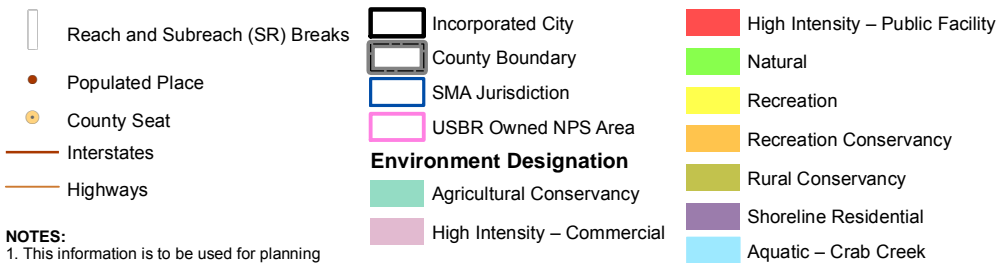 Reach and Subreach (SR) Breaks
Populated Place
County Seat
Interstates
Highways
NOTES:
1. This information is to be used for planning
Incorporated City
County Boundary
SMA Jurisdiction
USBR Owned NPS Area
Environment Designation
Agricultural Conservancy
High Intensity – Commercial
High Intensity – Public Facility
Natural
Recreation
Recreation Conservancy
Rural Conservancy
Shoreline Residential
Aquatic – Crab Creek